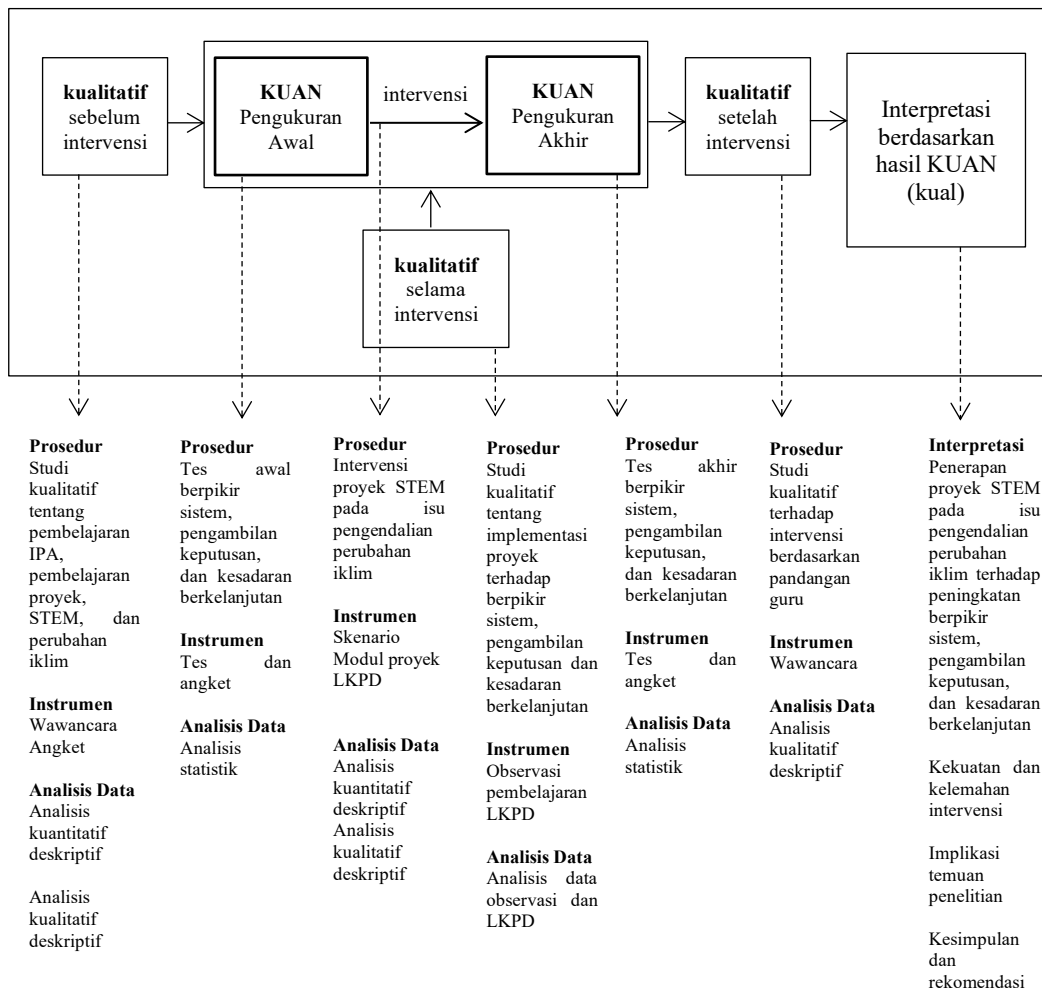 kualitatif
sebelum
intervensi
KUAN
Pengukuran
Awal
intervensi
KUAN
Pengukuran
Akhir
kualitatif
setelah
intervensi
Interpretasi
berdasarkan
hasil KUAN
(kual)
kualitatif
selama
intervensi
Prosedur
Studi
kualitatif
tentang
pembelajaran
IPA,
pembelajaran
proyek,
STEM, dan
perubahan
iklim
Instrumen
Wawancara
Angket
Analisis Data
Analisis
kuantitatif
deskriptif
Analisis
kualitatif
deskriptif
Prosedur
Tes awal
berpikir
sistem,
pengambilan
keputusan,
dan kesadaran
berkelanjutan
Instrumen
Tes dan
angket
Analisis Data
Analisis
statistik
Prosedur
Intervensi
proyek STEM
pada isu
pengendalian
perubahan
iklim
Instrumen
Skenario
Modul proyek
LKPD
Analisis Data
Analisis
kuantitatif
deskriptif
Analisis
kualitatif
deskriptif
Prosedur
Studi
kualitatif
tentang
implementasi
proyek
terhadap
berpikir
sistem,
pengambilan
keputusan dan
kesadaran
berkelanjutan
Instrumen
Observasi
pembelajaran
LKPD
Analisis Data
Analisis data
observasi dan
LKPD
Prosedur
Tes akhir
berpikir
sistem,
pengambilan
keputusan,
dan kesadaran
berkelanjutan
Instrumen
Tes dan
angket
Analisis Data
Analisis
statistik
Prosedur
Studi
kualitatif
terhadap
intervensi
berdasarkan
pandangan
guru
Instrumen
Wawancara
Analisis Data
Analisis
kualitatif
deskriptif
Interpretasi
Penerapan
proyek STEM
pada isu
pengendalian
perubahan
iklim terhadap
peningkatan
berpikir
sistem,
pengambilan
keputusan,
dan kesadaran
berkelanjutan
Kekuatan dan
kelemahan
intervensi
Implikasi
temuan
penelitian
Kesimpulan
dan
rekomendasi